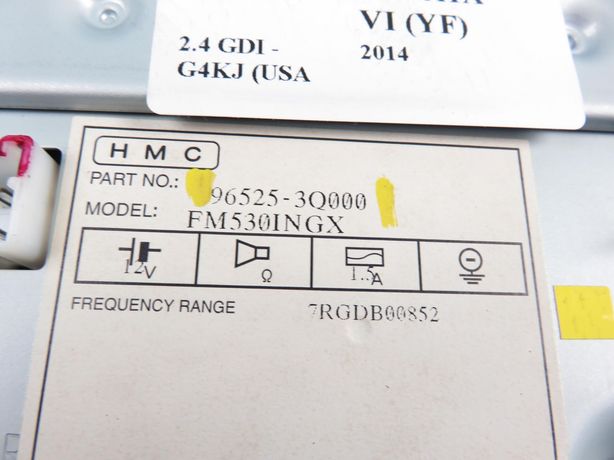 VI (YF)
2.4 GDI - 2014
G4KJ (USA
HMC
PART NO.: 96525-3Q000
MODEL: FM530INGX
12V Ω 1.5A
FREQUENCY RANGE 7RGDB00852